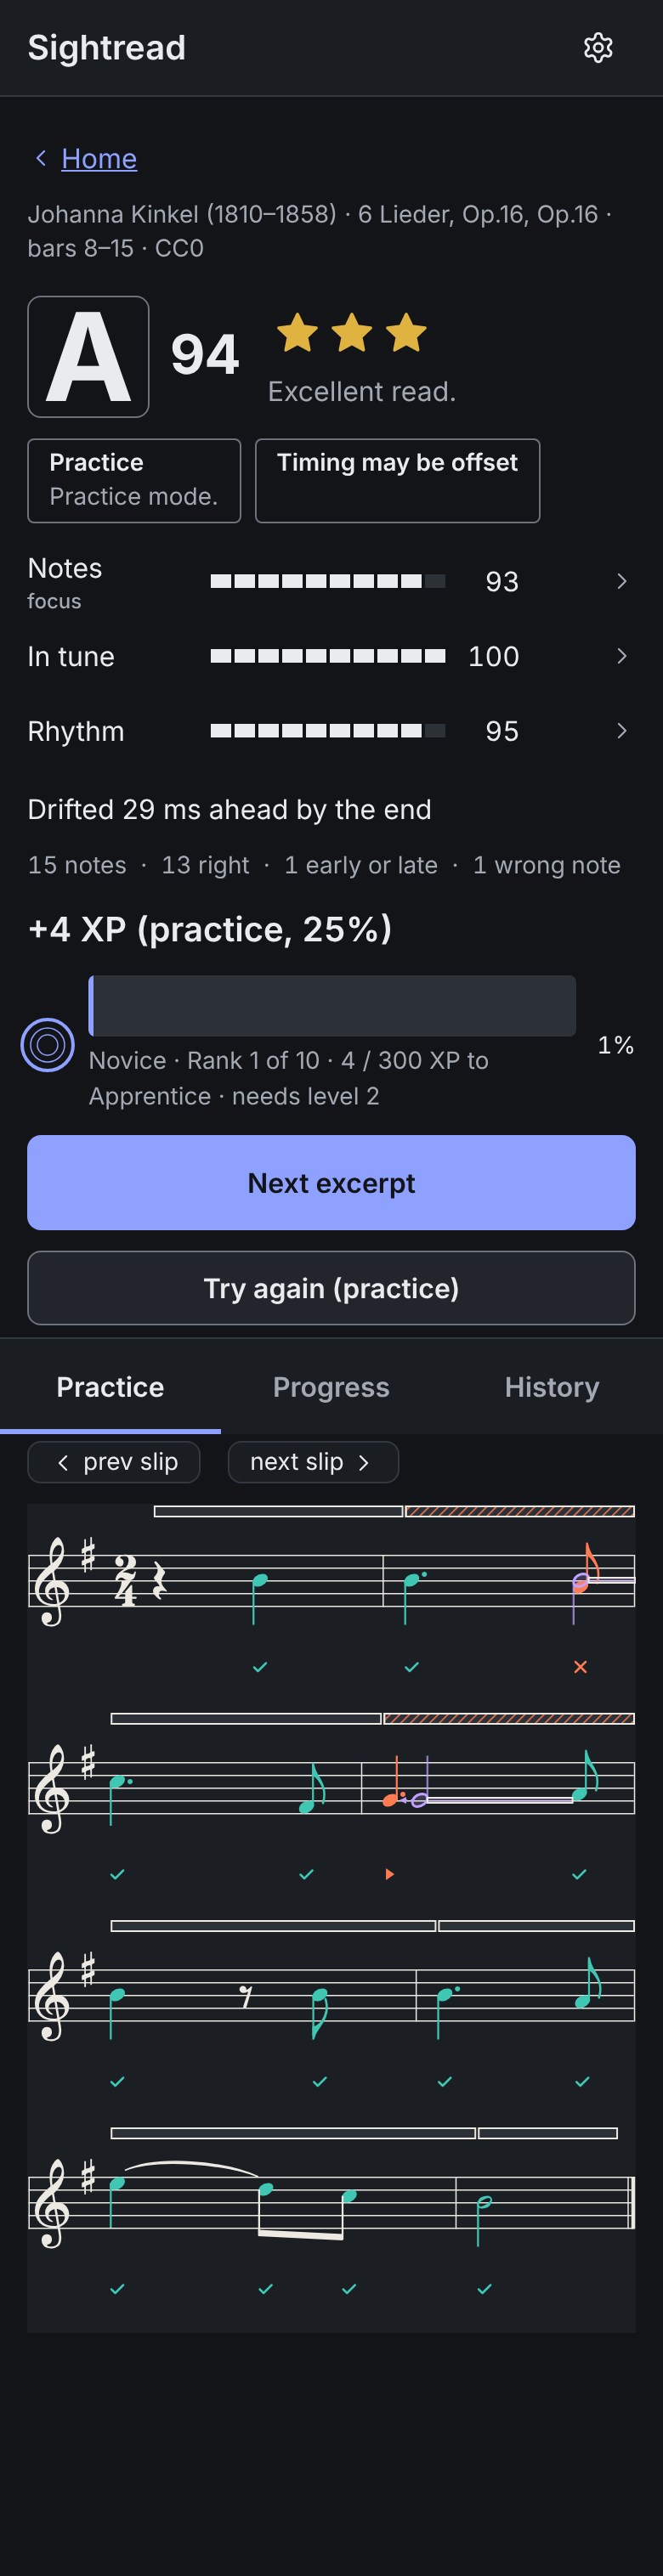 Sightread
Home
Johanna Kinkel (1810–1858) · 6 Lieder, Op.16, Op.16 ·
bars 8–15 · CC0
A
94
Excellent read.
Practice
Practice mode.
Timing may be offset
Notes
focus
93
In tune
100
Rhythm
95
Drifted 29 ms ahead by the end
15 notes · 13 right · 1 early or late · 1 wrong note
+4 XP (practice, 25%)
1%
Novice · Rank 1 of 10 · 4 / 300 XP to
Apprentice · needs level 2
Next excerpt
Try again (practice)
Practice
Progress
History
prev slip
next slip
2
4